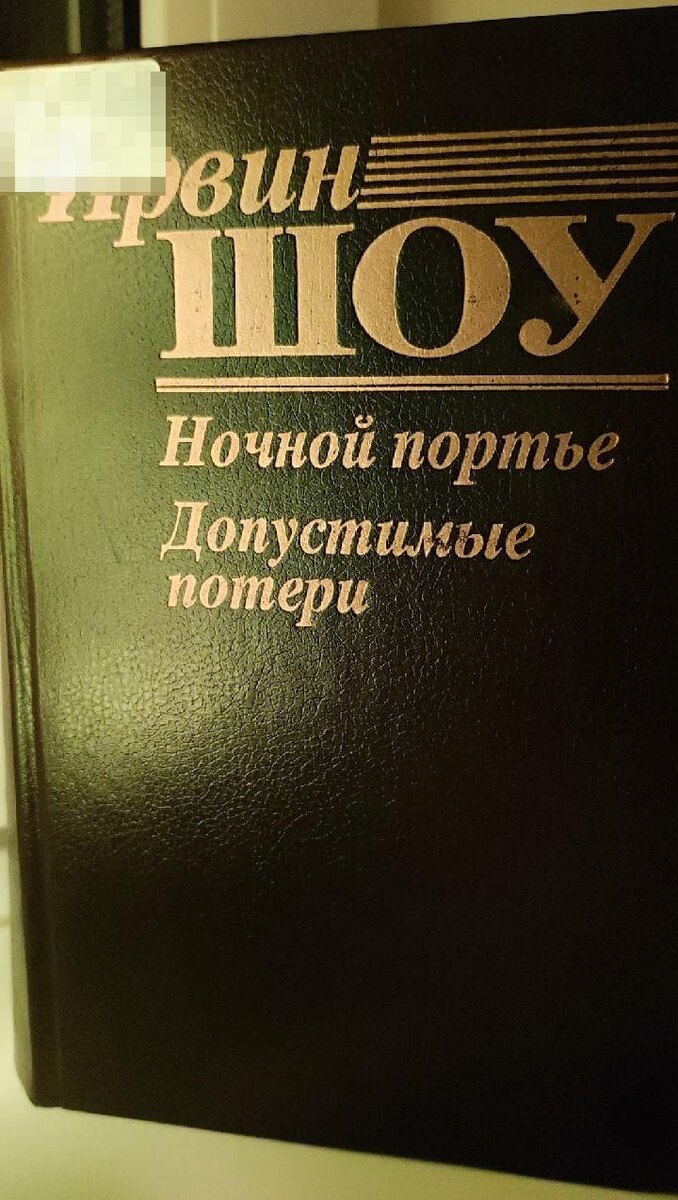 Ирвин
ШОУ
Ночной портье
Допустимые
потери